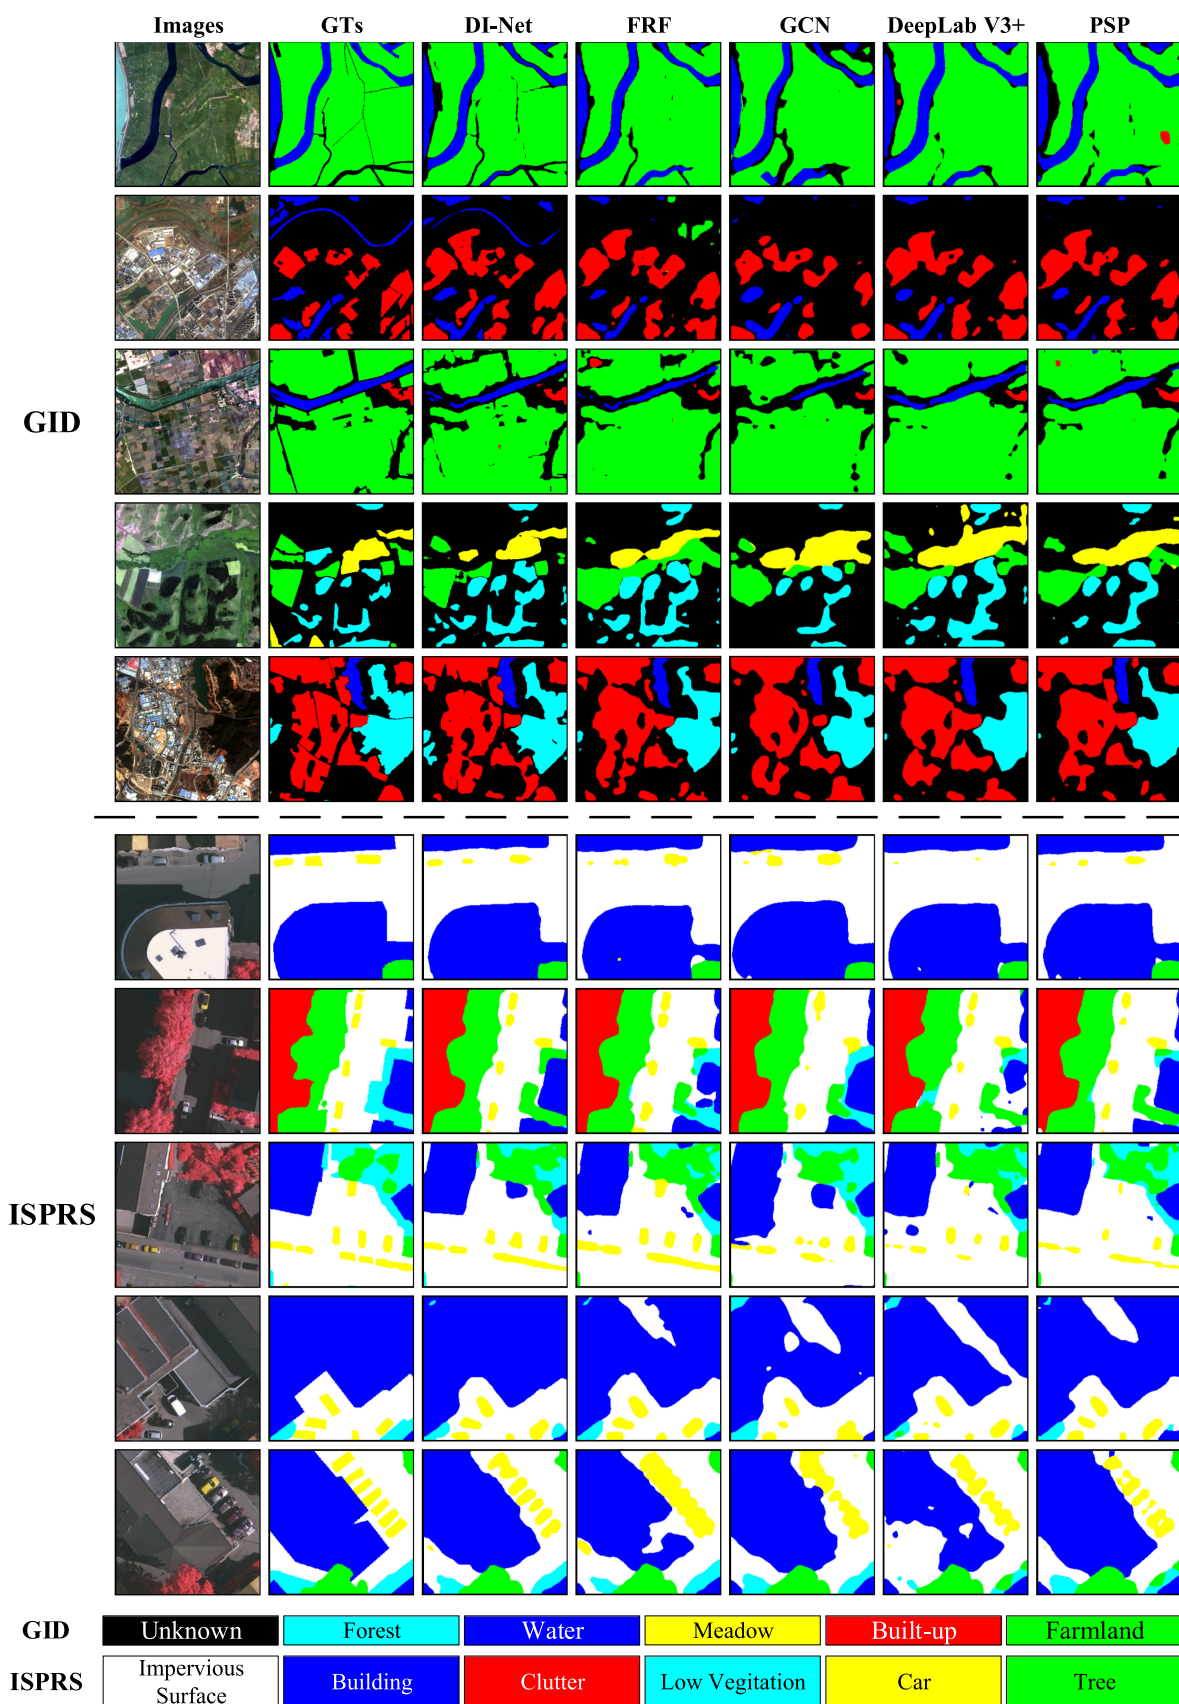 Images GTs DI-Net FRF GCN DeepLab V3+ PSP
GID
ISPRS
GID Unknown Forest Water Meadow Built-up Farmland
ISPRS Impervious Surface Building Clutter Low Vegitation Car Tree